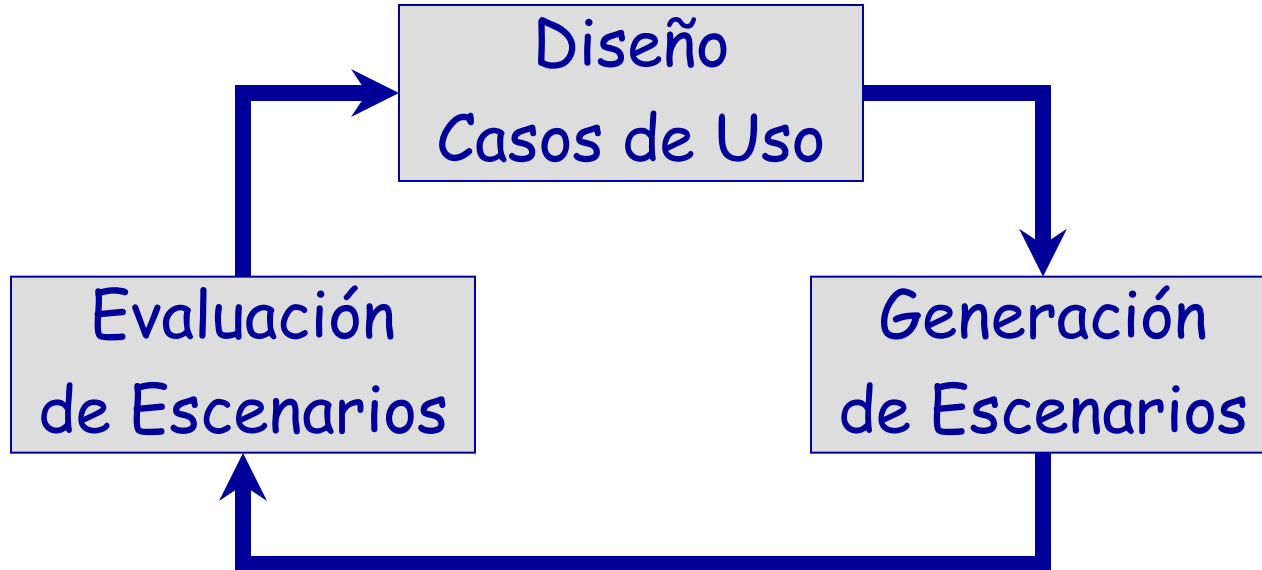 Diseño
Casos de Uso
Evaluación
de Escenarios
Generación
de Escenarios